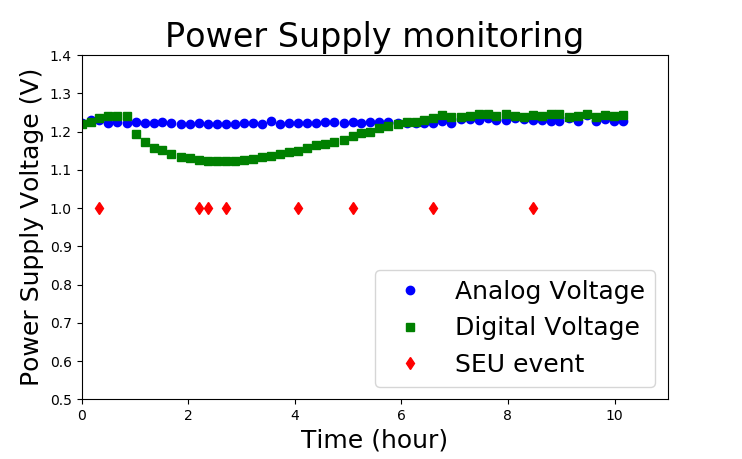 Power Supply monitoring
Power Supply Voltage (V)
1.4
1.3
1.2
1.1
1.0
0.9
0.8
0.7
0.6
0.5
Analog Voltage
Digital Voltage
SEU event
0 2 4 6 8 10
Time (hour)